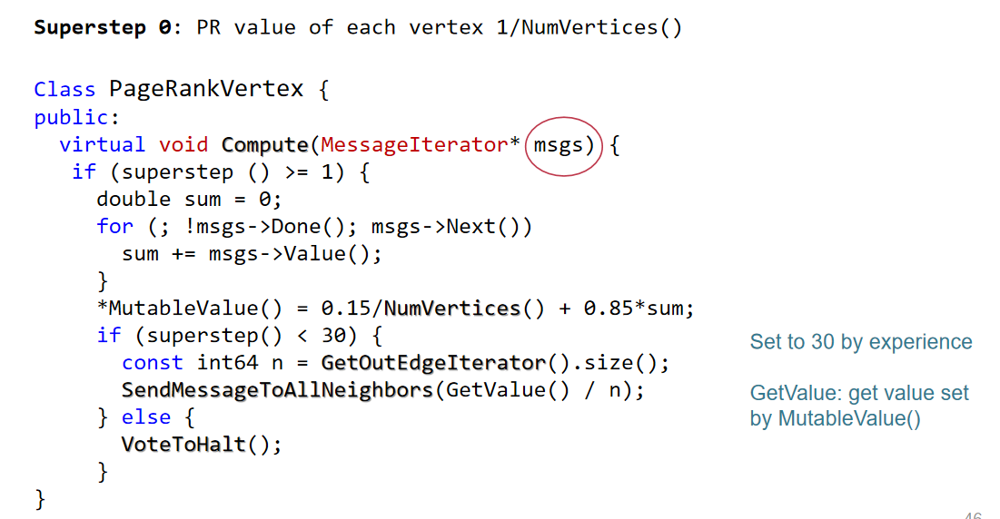 Superstep 0: PR value of each vertex 1/NumVertices()
Class PageRankVertex {
public:
virtual void Compute(MessageIterator* msgs) {
if (superstep () >= 1) {
double sum = 0;
for (; !msgs->Done(); msgs->Next())
sum += msgs->Value();
}
*MutableValue() = 0.15/NumVertices() + 0.85*sum;
if (superstep() < 30) {
const int64 n = GetOutEdgeIterator().size();
SendMessageToAllNeighbors(GetValue() / n);
} else {
VoteToHalt();
}
}
Set to 30 by experience
GetValue: get value set
by MutableValue()
46